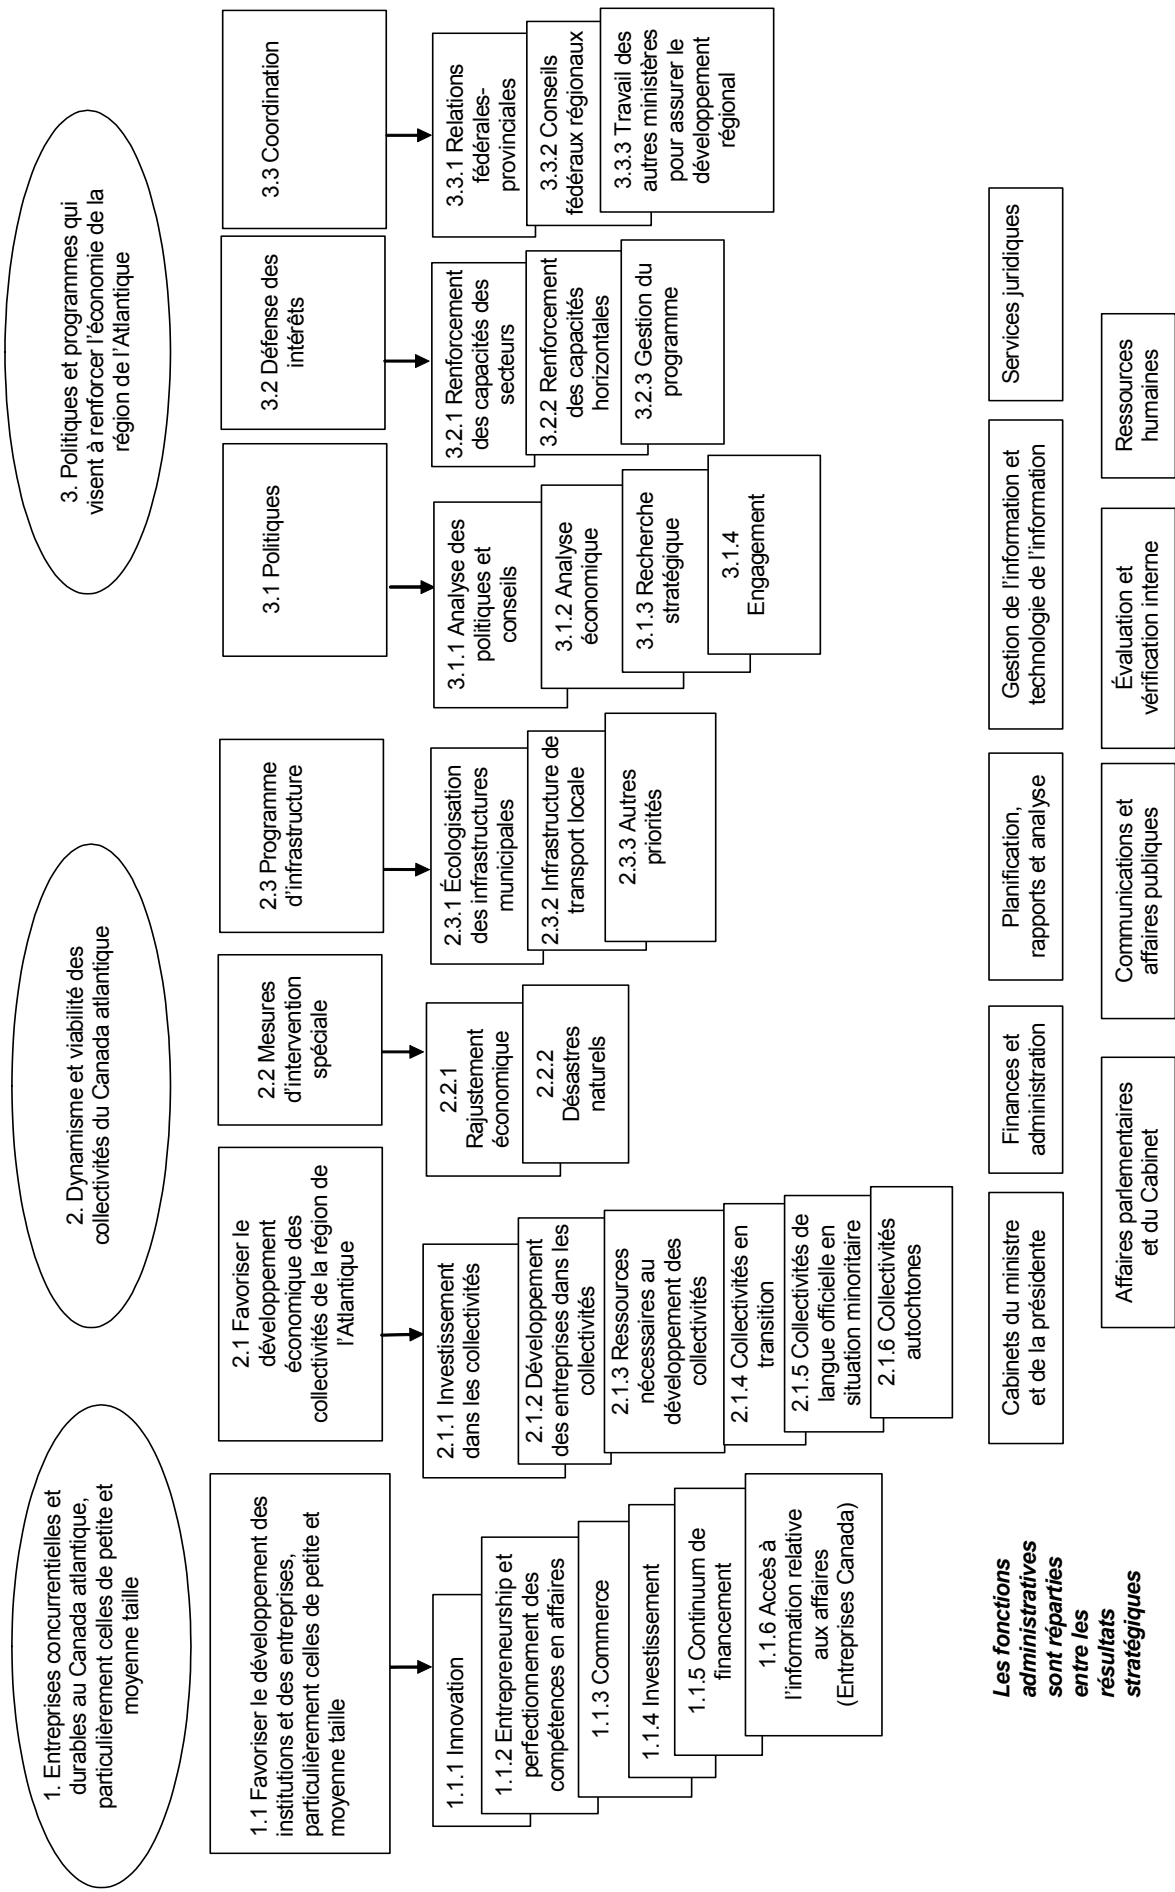 1. Entreprises concurrentielles et
durables au Canada atlantique,
particulièrement celles de petite et
moyenne taille
2. Dynamisme et viabilité des
collectivités du Canada atlantique
3. Politiques et programmes qui
visent à renforcer l'économie de la
région de l'Atlantique
1.1 Favoriser le développement des
institutions et des entreprises,
particulièrement celles de petite et
moyenne taille
2.1 Favoriser le
développement
économique des
collectivités de la région de
l'Atlantique
2.2 Mesures
d'intervention
spéciale
2.3 Programme
d'infrastructure
3.1 Politiques
3.2 Défense des
intérêts
3.3 Coordination
1.1.1 Innovation
1.1.2 Entrepreneurship et
perfectionnement des
compétences en affaires
1.1.3 Commerce
1.1.4 Investissement
1.1.5 Continuum de
financement
1.1.6 Accès à
l'information relative
aux affaires
(Entreprises Canada)
2.1.1 Investissement
dans les collectivités
2.1.2 Développement
des entreprises dans les
collectivités
2.1.3 Ressources
nécessaires au
développement des
collectivités
2.1.4 Collectivités en
transition
2.1.5 Collectivités de
langue officielle en
situation minoritaire
2.1.6 Collectivités
autochtones
2.2.1
Rajustement
économique
2.2.2
Désastres
naturels
2.3.1 Écologisation
des infrastructures
municipales
2.3.2 Infrastructure de
transport locale
2.3.3 Autres
priorités
3.1.1 Analyse des
politiques et
conseils
3.1.2 Analyse
économique
3.1.3 Recherche
stratégique
3.1.4
Engagement
3.2.1 Renforcement
des capacités des
secteurs
3.2.2 Renforcement
des capacités
horizontales
3.2.3 Gestion du
programme
3.3.1 Relations
fédérales-
provinciales
3.3.2 Conseils
fédéraux régionaux
3.3.3 Travail des
autres ministères
pour assurer le
développement
régional
Les fonctions
administratives
sont réparties
entre les
résultats
stratégiques
Cabinets du ministre
et de la présidente
Finances et
administration
Planification,
rapports et analyse
Gestion de l'information et
technologie de l'information
Services juridiques
Affaires parlementaires
et du Cabinet
Communications et
affaires publiques
Évaluation et
vérification interne
Ressources
humaines